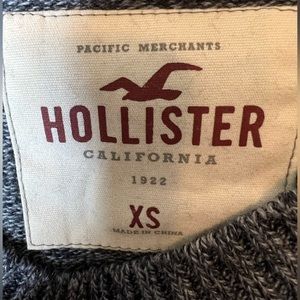 PACIFIC MERCHANTS
HOLLISTER
CALIFORNIA
1922
XS
MADE IN CHINA